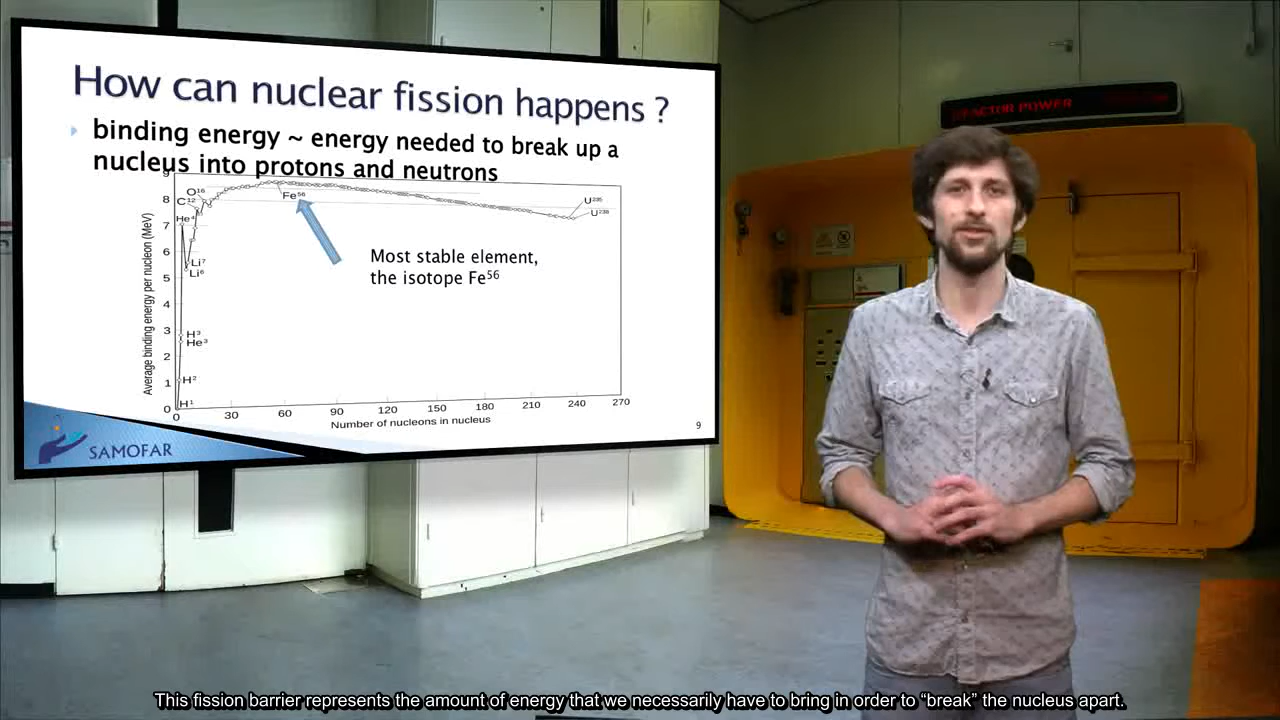 How can nuclear fission happens ?
binding energy ~ energy needed to break up a
nucleus into protons and neutrons
Average binding energy per nucleon (MeV)
9
8
7
6
5
4
3
2
1
0
O16
C12
He4
Li7
Li6
H3
He3
H2
H1
Fe56
U235
U238
Most stable element,
the isotope Fe56
0 30 60 90 120 150 180 210 240 270
Number of nucleons in nucleus
9
SAMOFAR
REACTOR POWER
This fission barrier represents the amount of energy that we necessarily have to bring in order to “break” the nucleus apart.